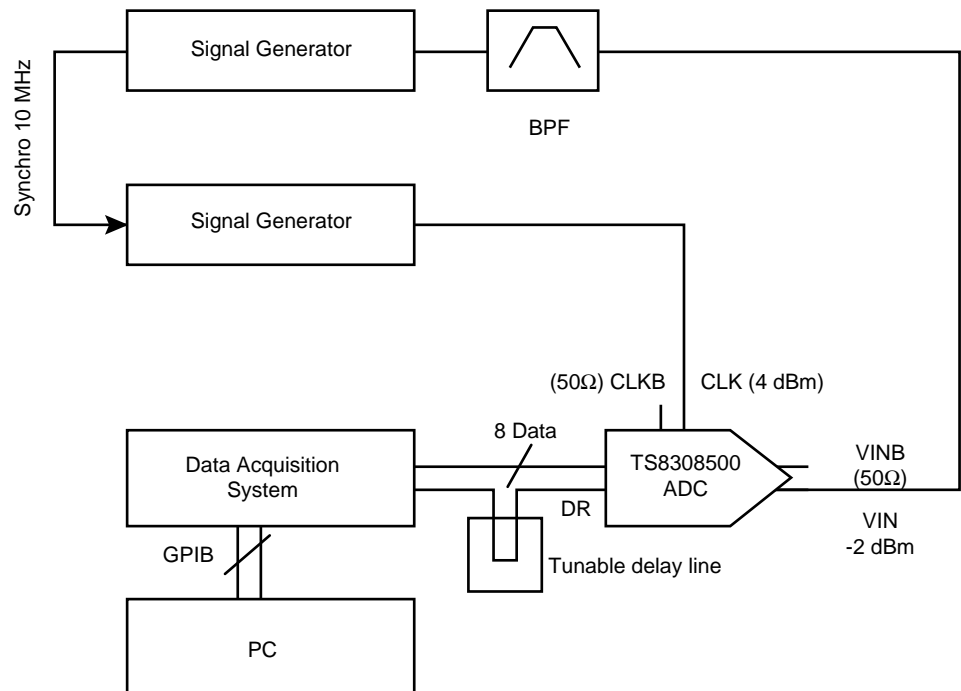 Signal Generator
BPF
Synchro 10 MHz
Signal Generator
(50Ω) CLKB
CLK (4 dBm)
8 Data
Data Acquisition
System
TS8308500
ADC
VINB
(50Ω)
DR
VIN
-2 dBm
GPIB
Tunable delay line
PC